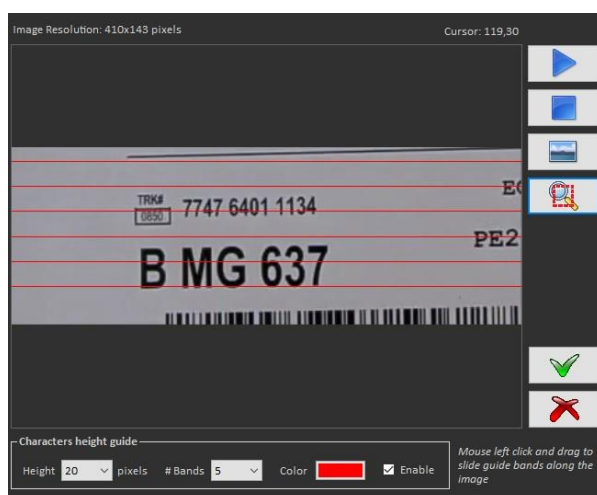 Image Resolution: 410x143 pixels
Cursor: 119,30
TRK# 7747 6401 1134
0850
PE2
B MG 637
Characters height guide
Height 20 pixels # Bands 5 Color Enable
Mouse left click and drag to
slide guide bands along the
image